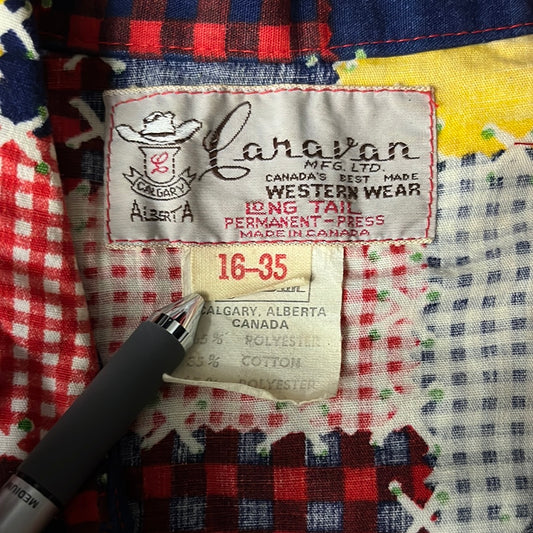 Caravan
MFG. LTD
CANADA'S BEST MADE
WESTERN WEAR
LONG TAIL
PERMANENT-PRESS
MADE IN CANADA
L
CALGARY
ALBERTA
16-35
CALGARY, ALBERTA
CANADA
POLYESTER
35% COTTON
POLYESTER
MEDIUM